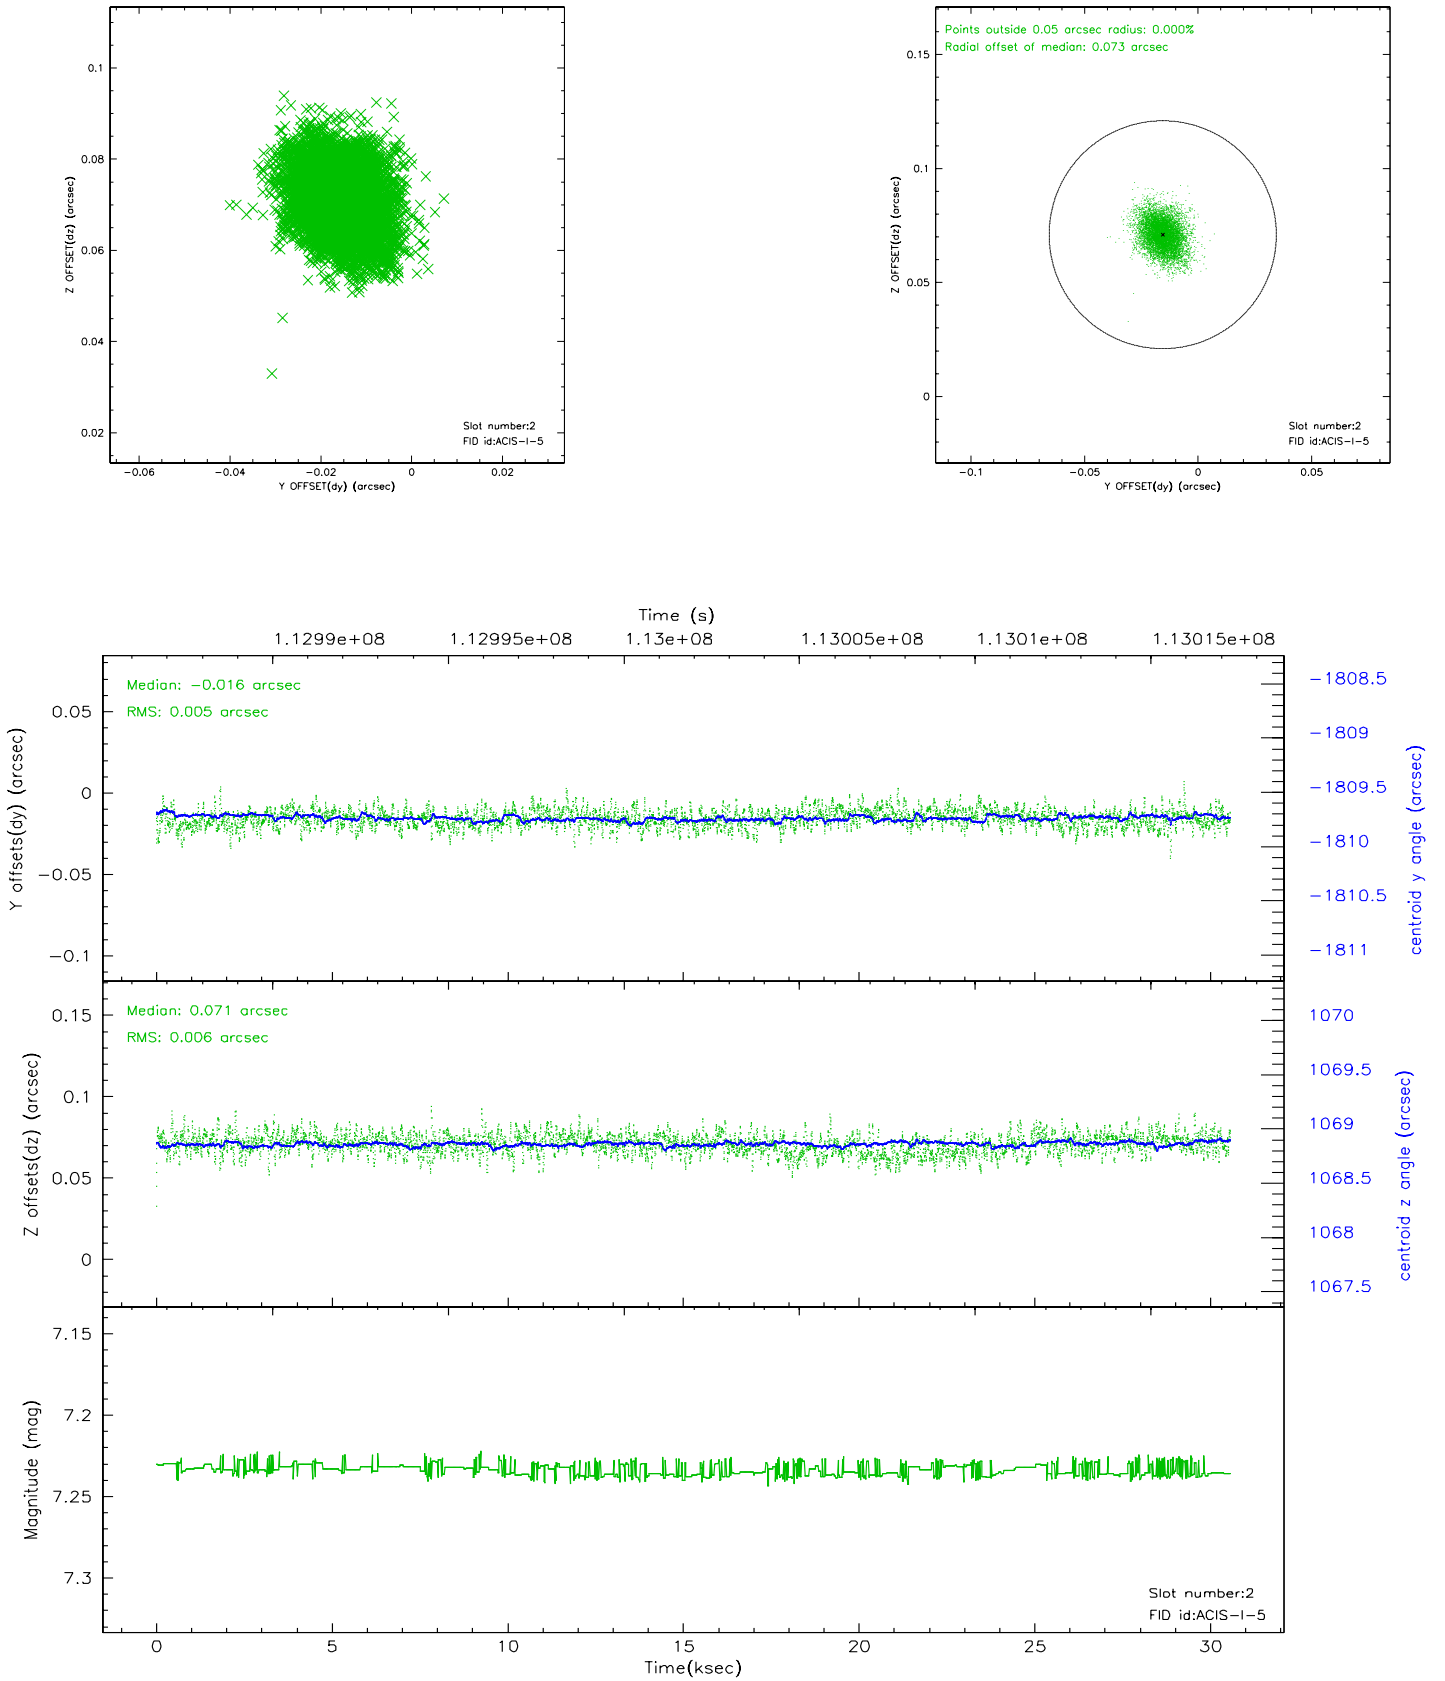 0.1
0.08
0.06
0.04
0.02
Z OFFSET(dz) (arcsec)
Slot number:2
FID id:ACIS-I-5
-0.06 -0.04 -0.02 0 0.02
Y OFFSET(dy) (arcsec)
Points outside 0.05 arcsec radius: 0.000%
Radial offset of median: 0.073 arcsec
0.15
0.1
0.05
0
Z OFFSET(dz) (arcsec)
Slot number:2
FID id:ACIS-I-5
-0.1 -0.05 0 0.05
Y OFFSET(dy) (arcsec)
Time (s)
1.1299e+08 1.12995e+08 1.13e+08 1.13005e+08 1.1301e+08 1.13015e+08
Median: -0.016 arcsec
RMS: 0.005 arcsec
0.05
0
-0.05
-0.1
Y offsets(dy) (arcsec)
-1808.5
-1809
-1809.5
-1810
-1810.5
-1811
centroid y angle (arcsec)
Median: 0.071 arcsec
RMS: 0.006 arcsec
0.15
0.1
0.05
0
Z offsets(dz) (arcsec)
1070
1069.5
1069
1068.5
1068
1067.5
centroid z angle (arcsec)
7.15
7.2
7.25
7.3
Magnitude (mag)
Slot number:2
FID id:ACIS-I-5
0 5 10 15 20 25 30
Time(ksec)